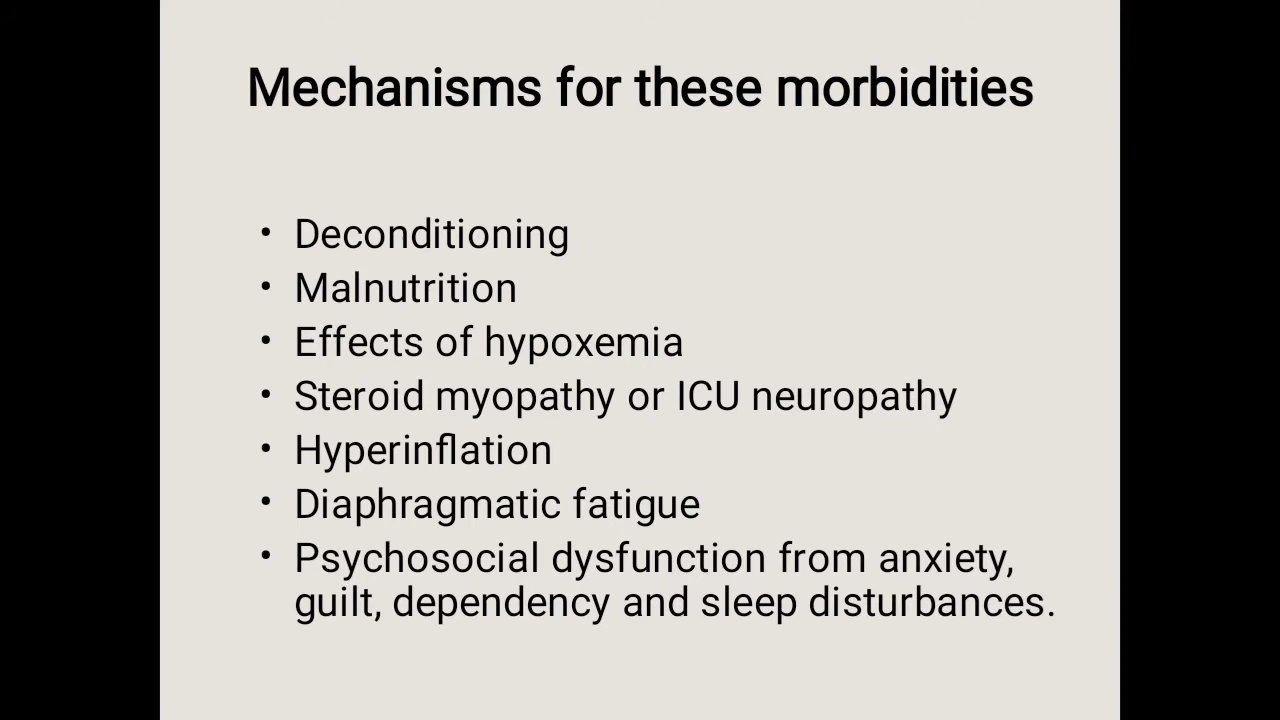 Mechanisms for these morbidities
• Deconditioning
• Malnutrition
• Effects of hypoxemia
• Steroid myopathy or ICU neuropathy
• Hyperinflation
• Diaphragmatic fatigue
• Psychosocial dysfunction from anxiety,
guilt, dependency and sleep disturbances.